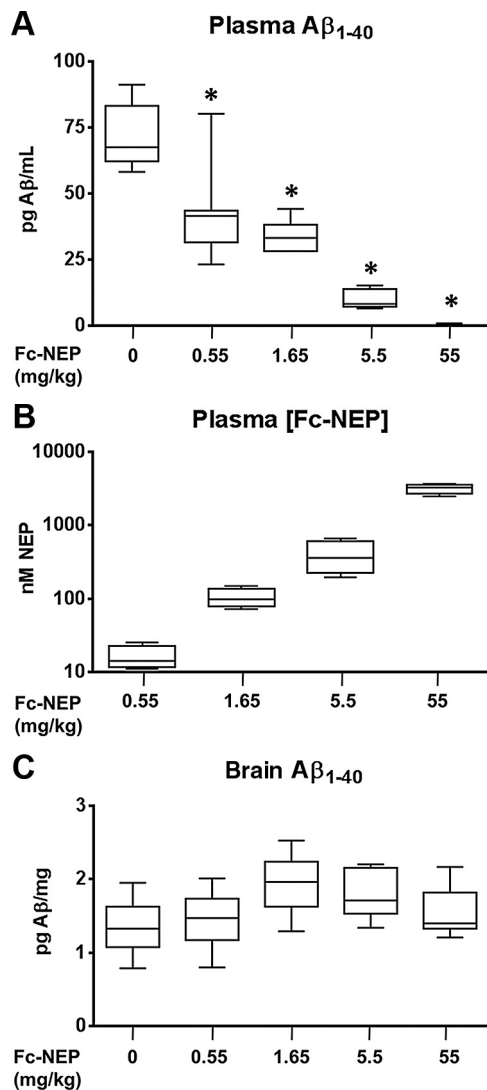 A
Plasma Aβ1-40
pg Aβ/mL
100
75
50
25
0
*
*
*
*
Fc-NEP
(mg/kg)
0 0.55 1.65 5.5 55
B
Plasma [Fc-NEP]
nM NEP
10000
1000
100
10
Fc-NEP
(mg/kg)
0.55 1.65 5.5 55
C
Brain Aβ1-40
pg Aβ/mg
3
2
1
0
Fc-NEP
(mg/kg)
0 0.55 1.65 5.5 55